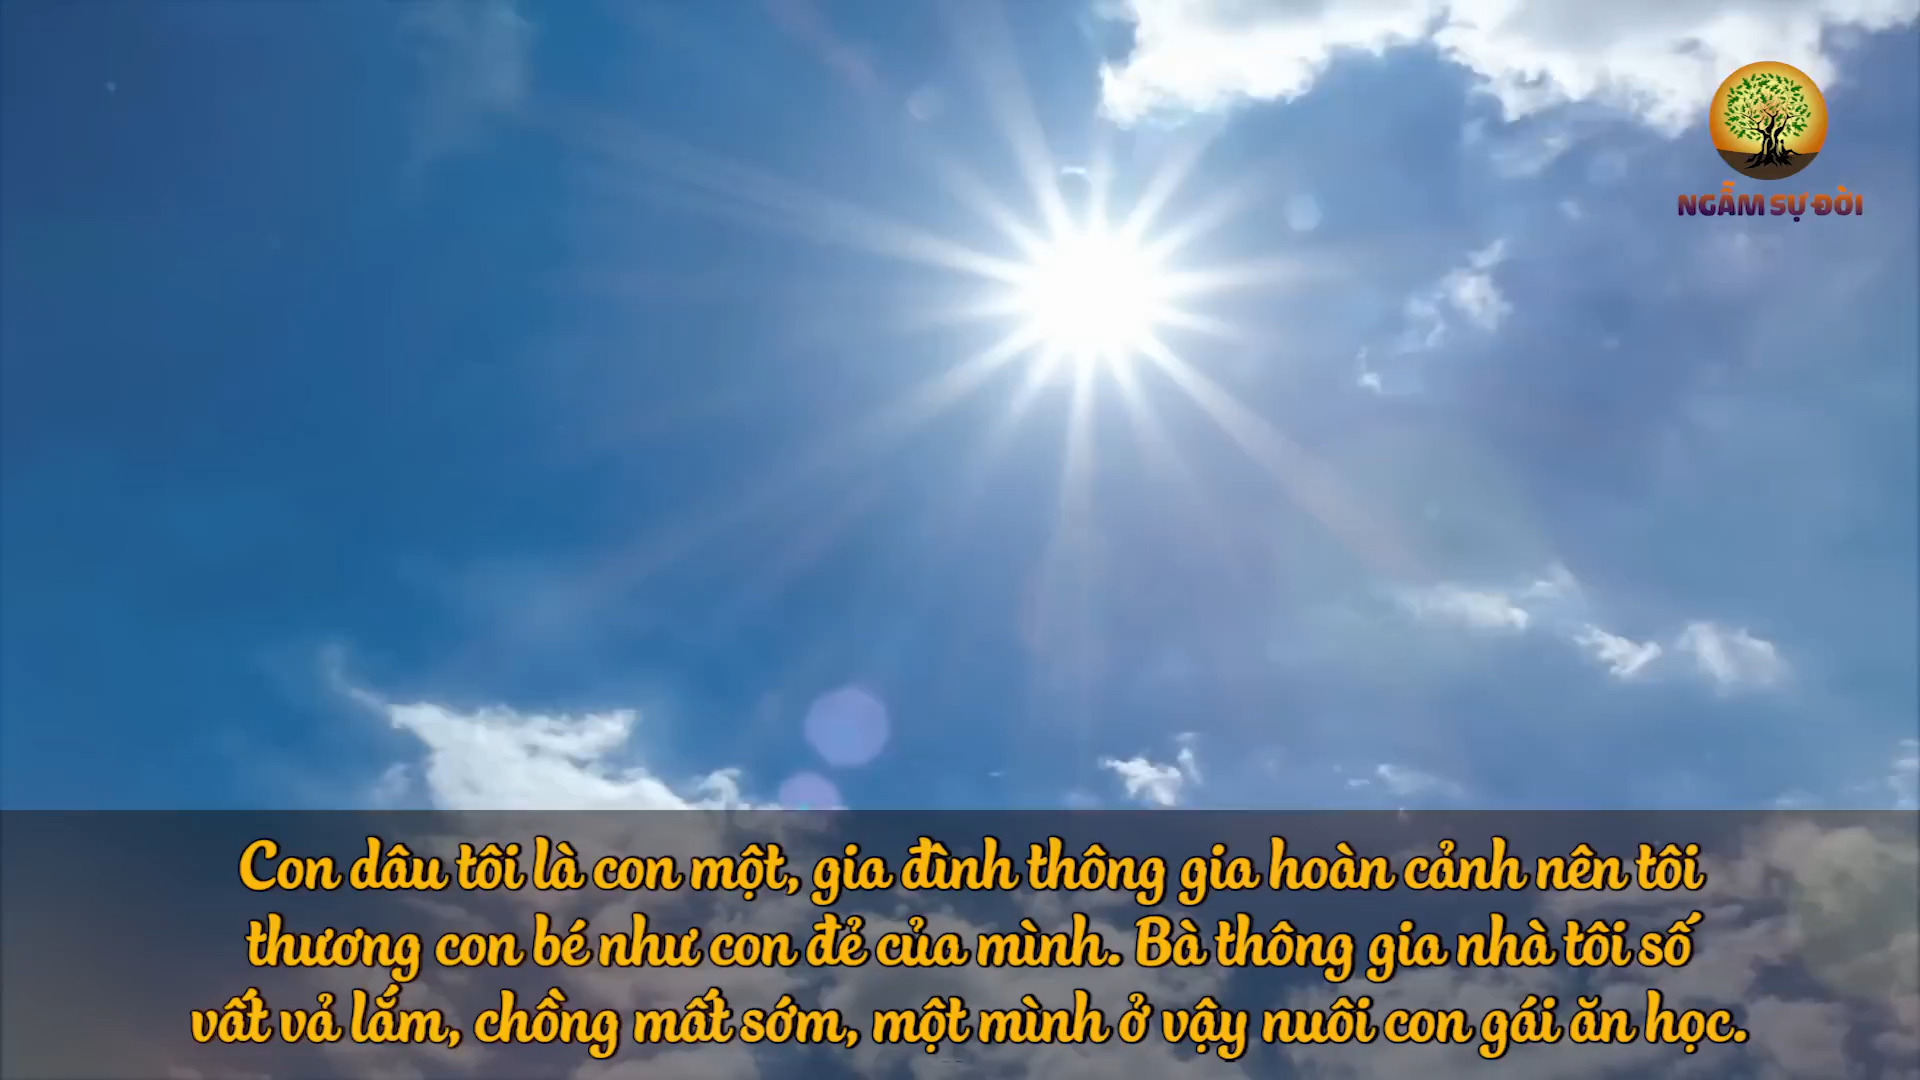 NGẪM SỰ ĐỜI
Con dâu tôi là con một, gia đình thông gia hoàn cảnh nên tôi
thương con bé như con đẻ của mình. Bà thông gia nhà tôi số
vất vả lắm, chồng mất sớm, một mình ở vậy nuôi con gái ăn học.